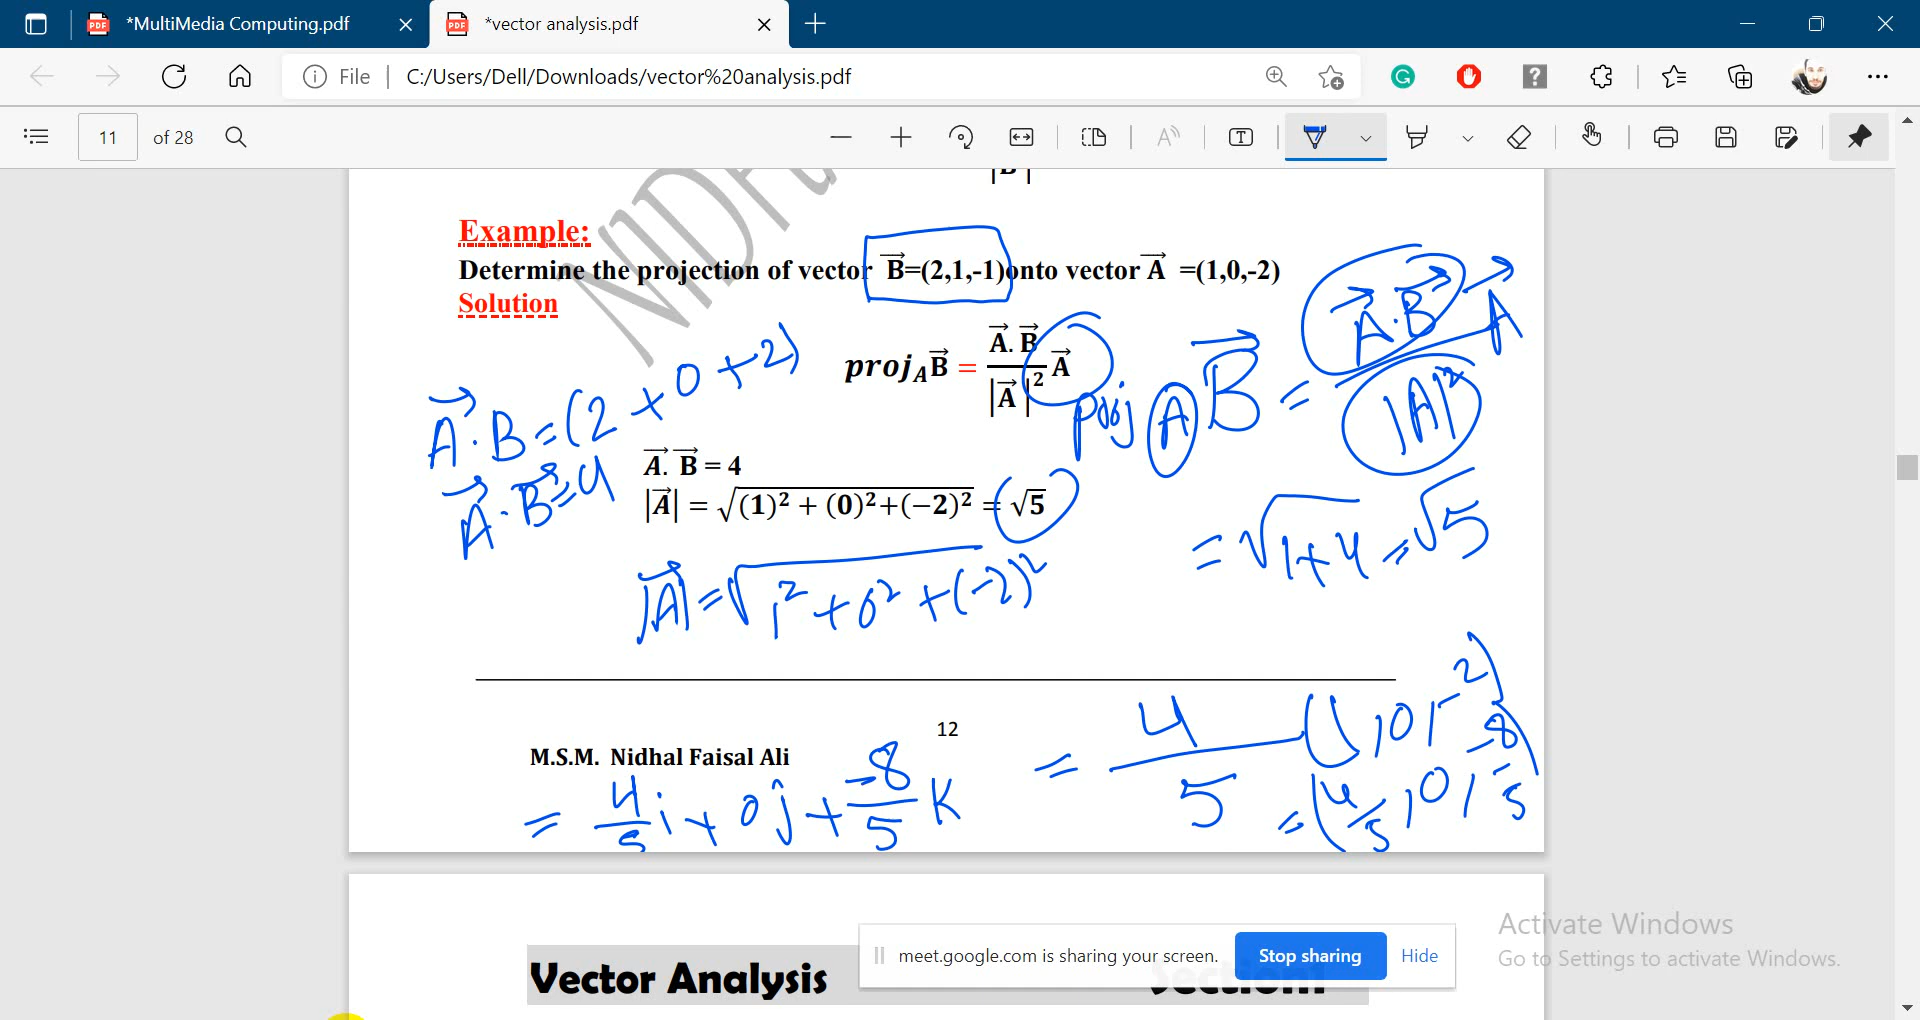 *MultiMedia Computing.pdf
*vector analysis.pdf
File C:/Users/Dell/Downloads/vector%20analysis.pdf
11 of 28
|B|
NIDH
Example:
Determine the projection of vector B⃗=(2,1,-1)onto vector A⃗ =(1,0,-2)
Solution
proj_A B⃗ = A⃗. B⃗ / |A⃗|² A⃗
proj A B⃗ = A⃗·B⃗ / |A|² A⃗
A⃗·B=(2+0+2)
A⃗·B⃗=4
A⃗. B⃗ = 4
|A⃗| = √(1)² + (0)²+(−2)² = √5
|A⃗|=√1²+0²+(-2)²
=√1+4=√5
= 4/5 (1,0,-2)
=(4/5,0,-8/5)
12
M.S.M. Nidhal Faisal Ali
= 4/5 i+0ĵ+ -8/5 K
Vector Analysis Section1
meet.google.com is sharing your screen. Stop sharing Hide
Activate Windows
Go to Settings to activate Windows.